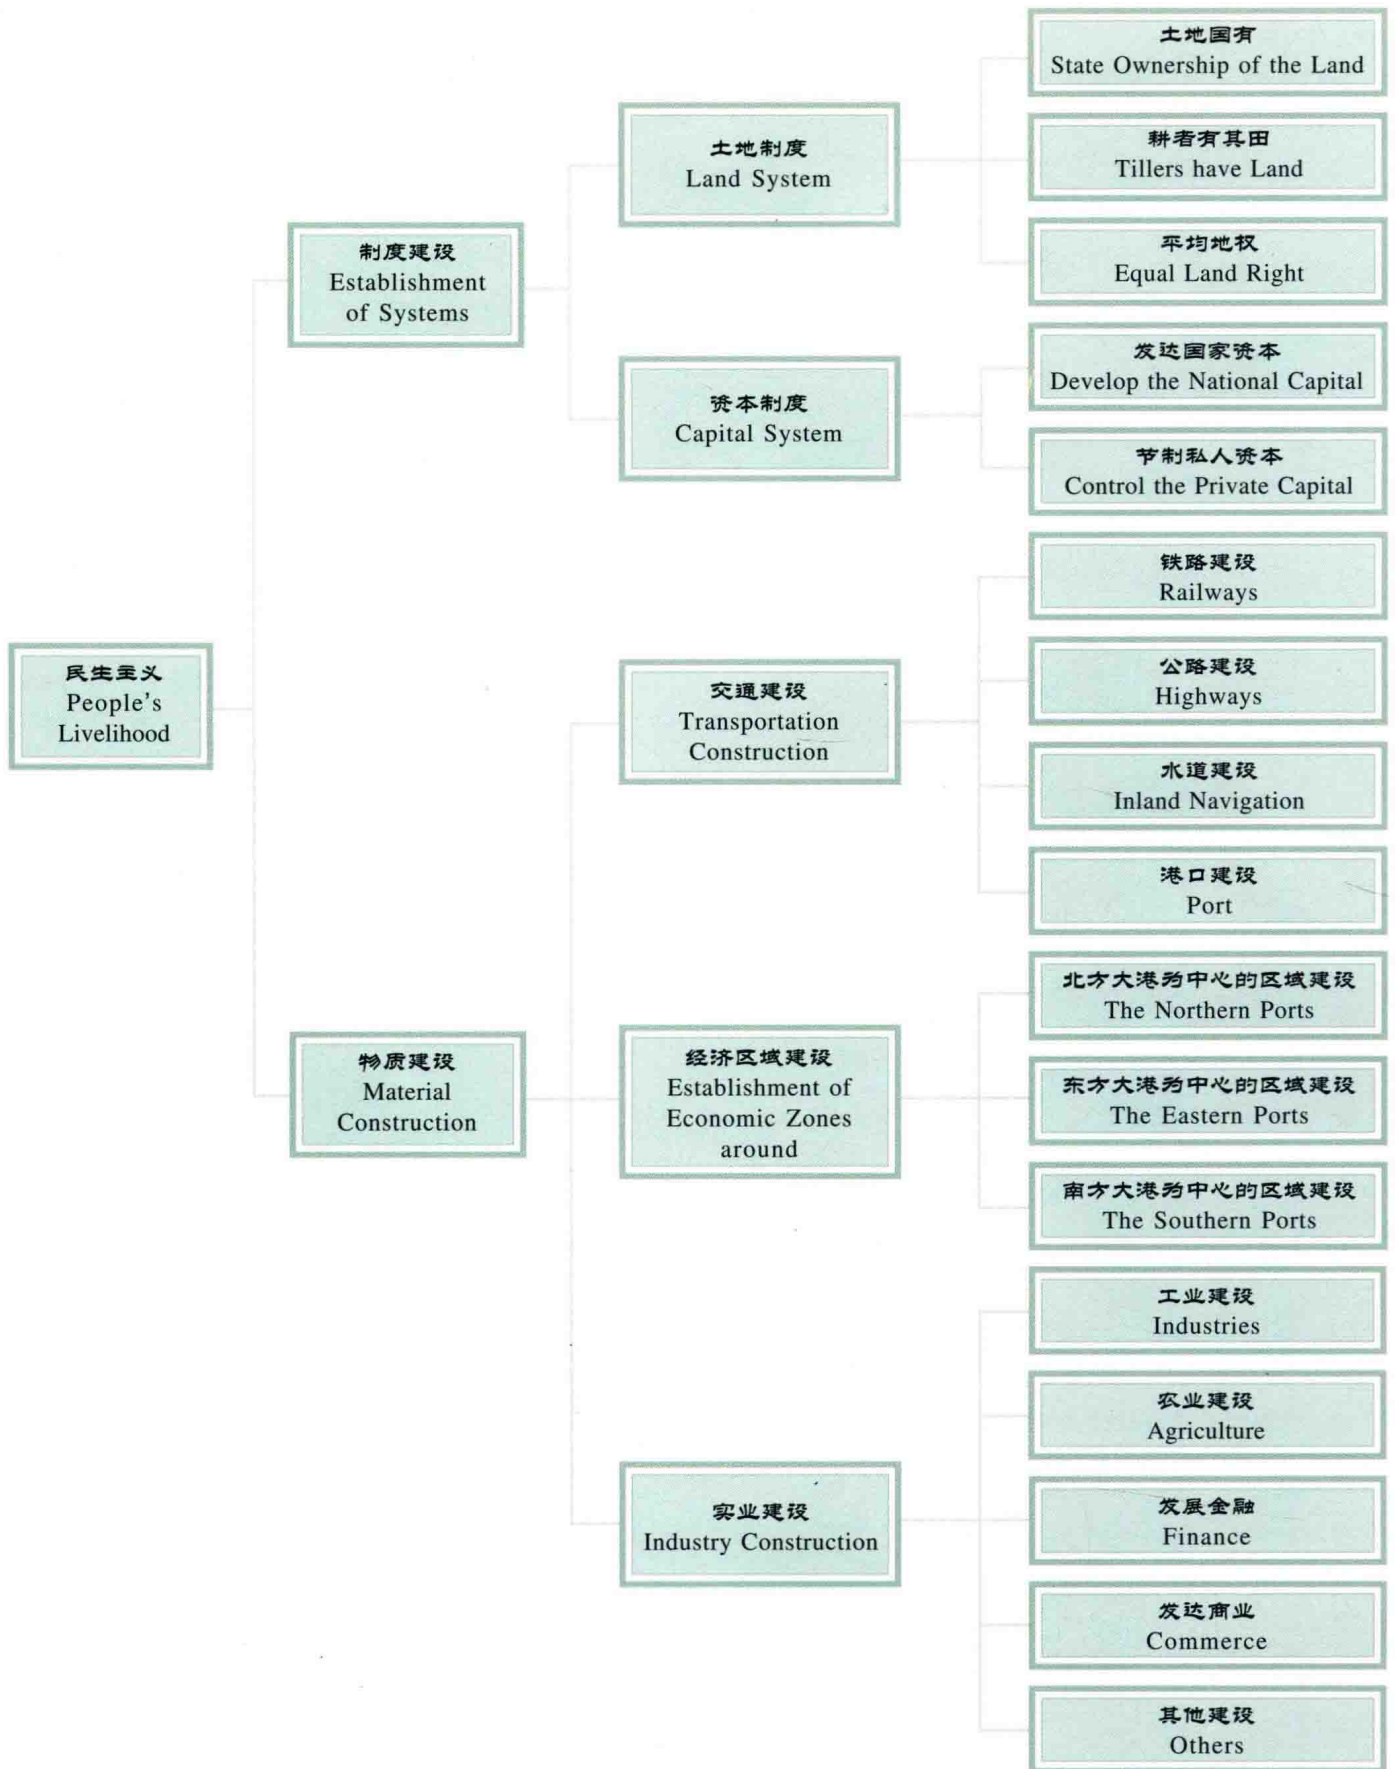 民生主义
People's
Livelihood
制度建设
Establishment
of Systems
土地制度
Land System
土地国有
State Ownership of the Land
耕者有其田
Tillers have Land
平均地权
Equal Land Right
资本制度
Capital System
发达国家资本
Develop the National Capital
节制私人资本
Control the Private Capital
物质建设
Material
Construction
交通建设
Transportation
Construction
铁路建设
Railways
公路建设
Highways
水道建设
Inland Navigation
港口建设
Port
经济区域建设
Establishment of
Economic Zones
around
北方大港为中心的区域建设
The Northern Ports
东方大港为中心的区域建设
The Eastern Ports
南方大港为中心的区域建设
The Southern Ports
实业建设
Industry Construction
工业建设
Industries
农业建设
Agriculture
发展金融
Finance
发达商业
Commerce
其他建设
Others